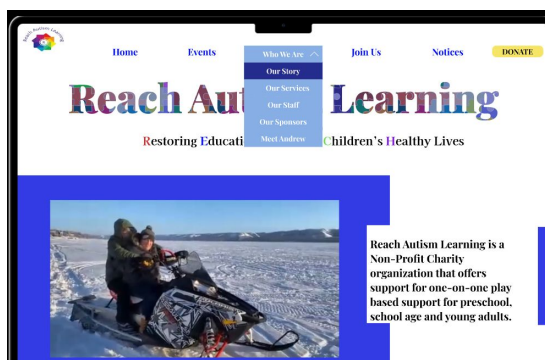 Reach Autism Learning
Home Events Who We Are Join Us Notices DONATE
Our Story
Our Services
Our Staff
Our Sponsors
Meet Andrew
Reach Aut Learning
Restoring Educati Children's Healthy Lives
Reach Autism Learning is a
Non-Profit Charity
organization that offers
support for one-on-one play
based support for preschool,
school age and young adults.